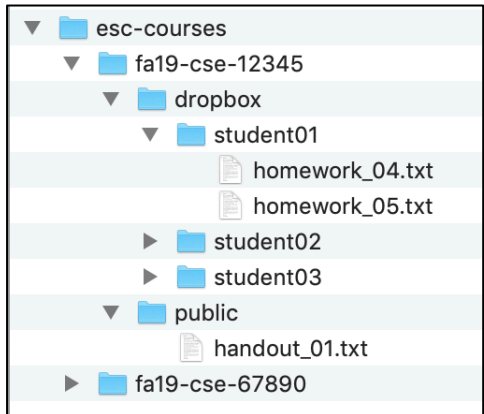 esc-courses
fa19-cse-12345
dropbox
student01
homework_04.txt
homework_05.txt
student02
student03
public
handout_01.txt
fa19-cse-67890